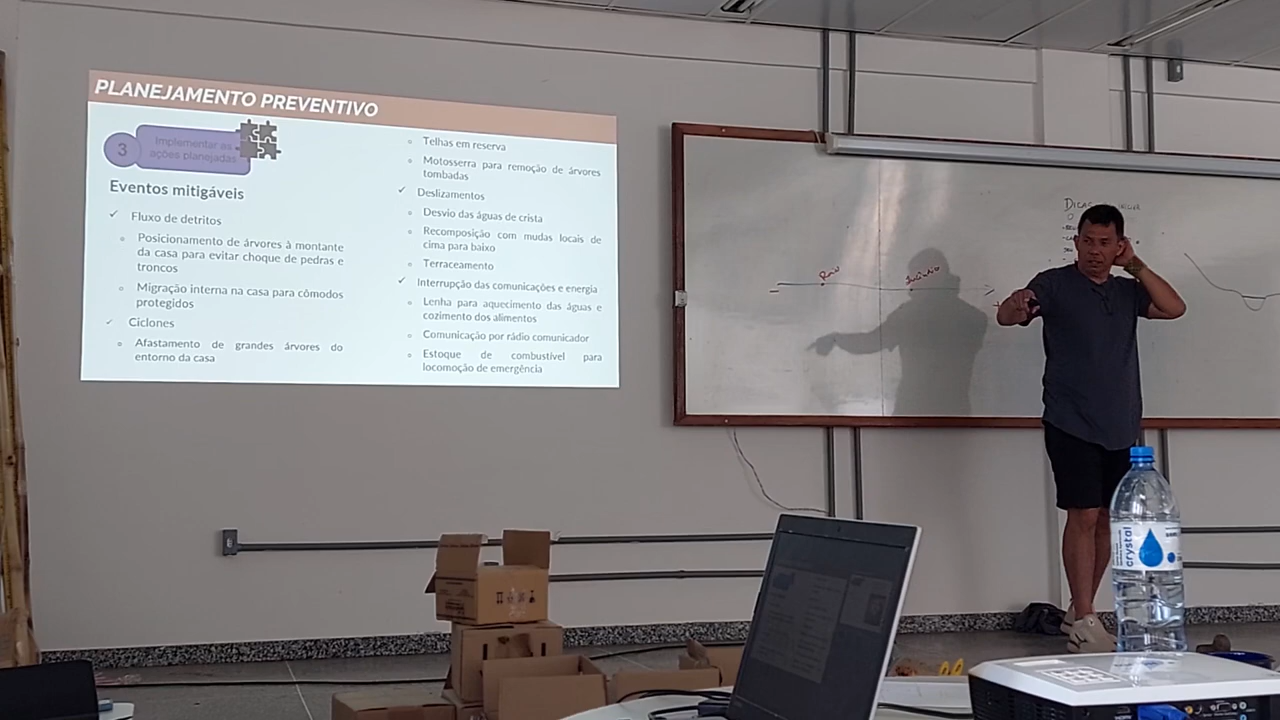 PLANEJAMENTO PREVENTIVO
3
Implementar as
ações planejadas
Eventos mitigáveis
✓ Fluxo de detritos
Posicionamento de árvores à montante
da casa para evitar choque de pedras e
troncos
Migração interna na casa para cômodos
protegidos
✓ Ciclones
Afastamento de grandes árvores do
entorno da casa
Telhas em reserva
Motosserra para remoção de árvores
tombadas
✓ Deslizamentos
Desvio das águas de crista
Recomposição com mudas locais de
cima para baixo
Terraceamento
✓ Interrupção das comunicações e energia
Lenha para aquecimento das águas e
cozimento dos alimentos
Comunicação por rádio comunicador
Estoque de combustível para
locomoção de emergência
crystal